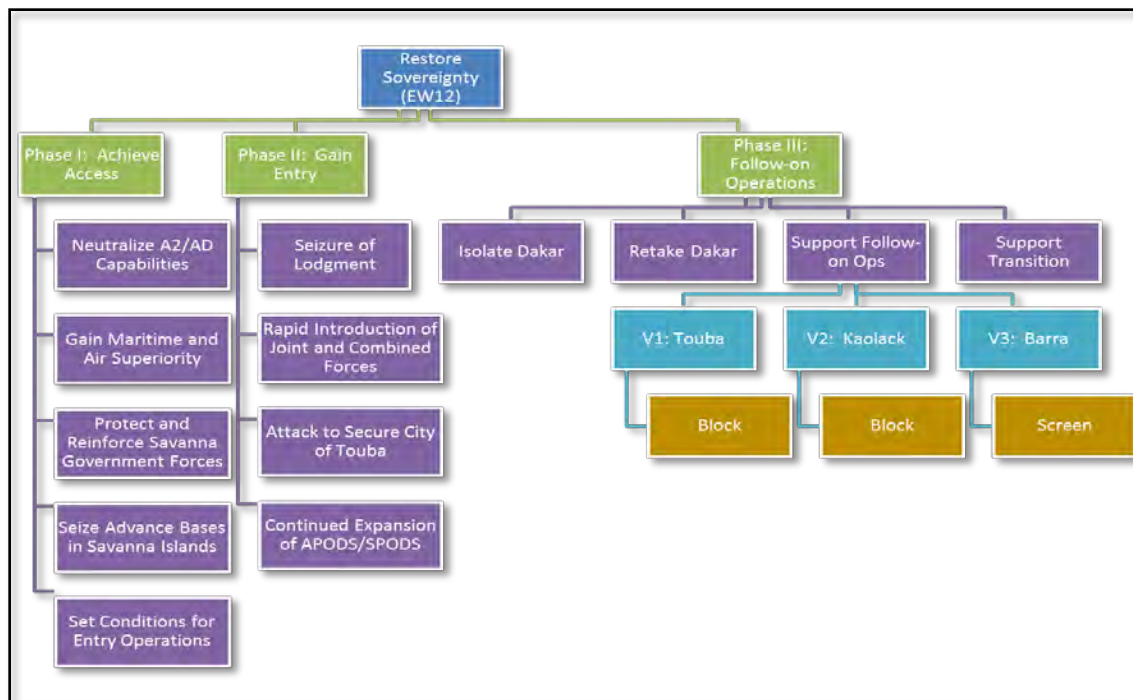 Restore
Sovereignty
(EW12)
Phase I: Achieve
Access
Phase II: Gain
Entry
Phase III:
Follow-on
Operations
Neutralize A2/AD
Capabilities
Gain Maritime and
Air Superiority
Protect and
Reinforce Savanna
Government Forces
Seize Advance Bases
in Savanna Islands
Set Conditions for
Entry Operations
Seizure of
Lodgment
Rapid Introduction of
Joint and Combined
Forces
Attack to Secure City
of Touba
Continued Expansion
of APODS/SPODS
Isolate Dakar
Retake Dakar
Support Follow-
on Ops
Support
Transition
V1: Touba
V2: Kaolack
V3: Barra
Block
Block
Screen